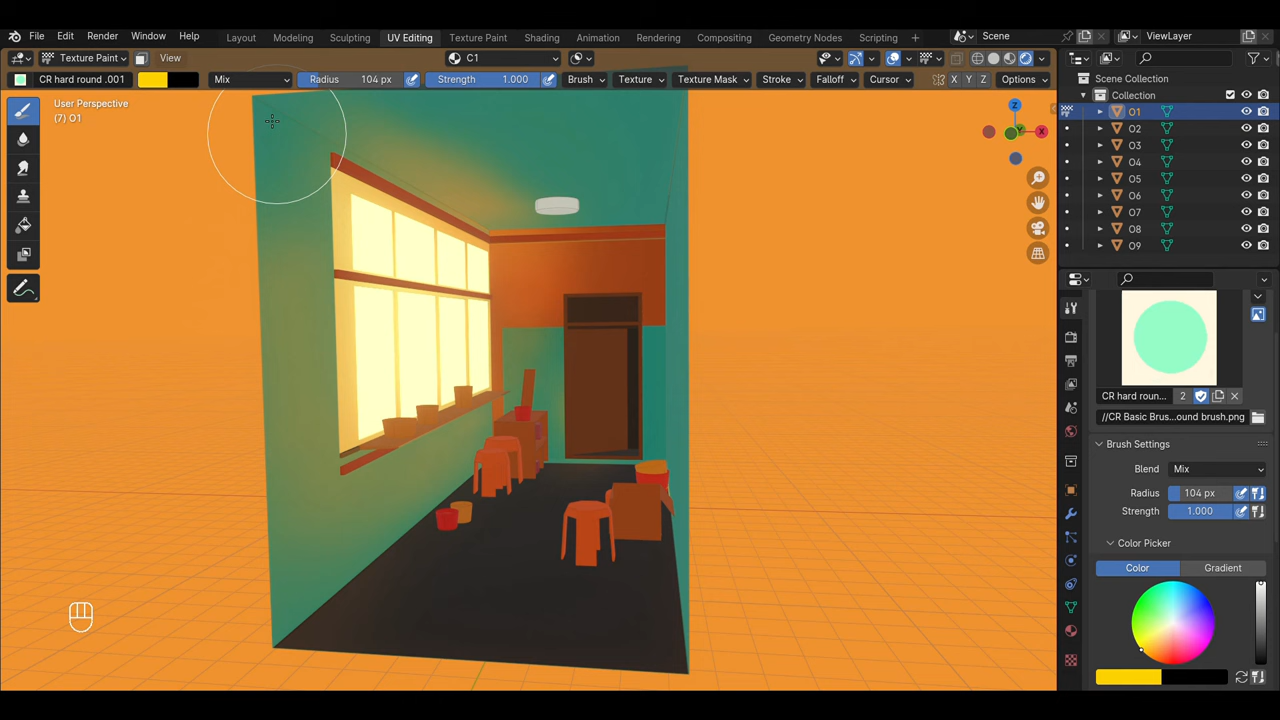 File Edit Render Window Help Layout Modeling Sculpting UV Editing Texture Paint Shading Animation Rendering Compositing Scripting + Scene ViewLayer
Texture Paint View C1
CR hard round .001 Mix Radius 104 px Strength 1.000 Brush Texture Texture Mask Stroke Falloff Cursor X Y Z Options
User Perspective
(7) O1
Z
X
Y
Scene Collection
Collection
O1
O2
O3
O4
O5
O6
O7
O8
O9
CR hard roun... 2
//CR Basic Brus...ound brush.png
Brush Settings
Blend Mix
Radius 104 px
Strength 1.000
Color Picker
Color Gradient